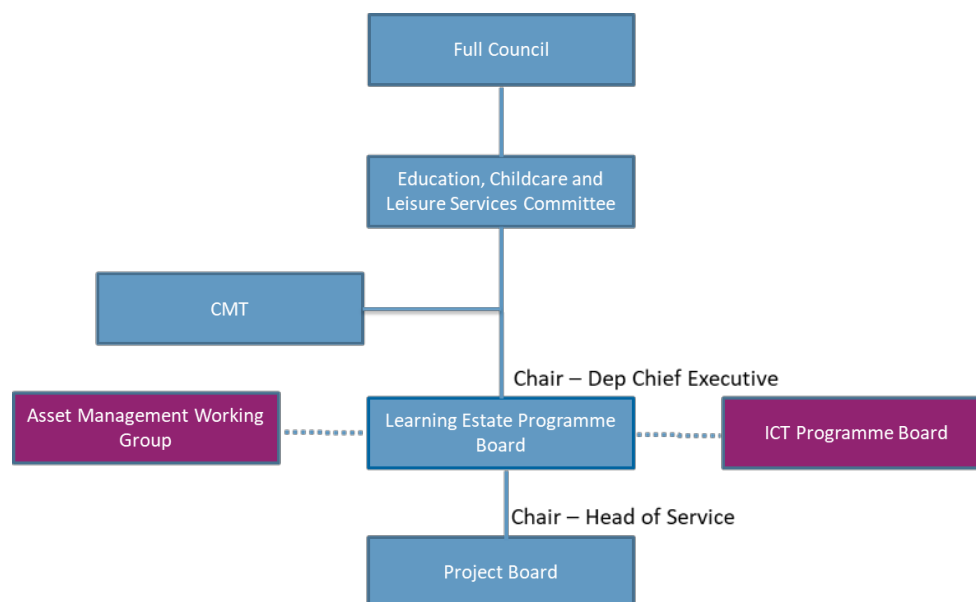 Full Council
Education, Childcare and
Leisure Services Committee
CMT
Chair – Dep Chief Executive
Asset Management Working
Group
Learning Estate Programme
Board
ICT Programme Board
Chair – Head of Service
Project Board